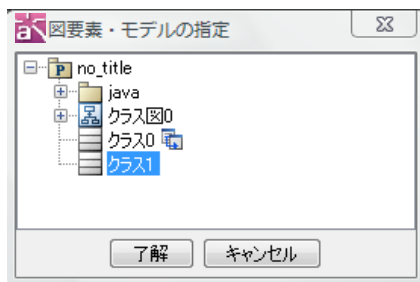 図要素・モデルの指定
no_title
java
クラス図0
クラス0
クラス1
了解 キャンセル